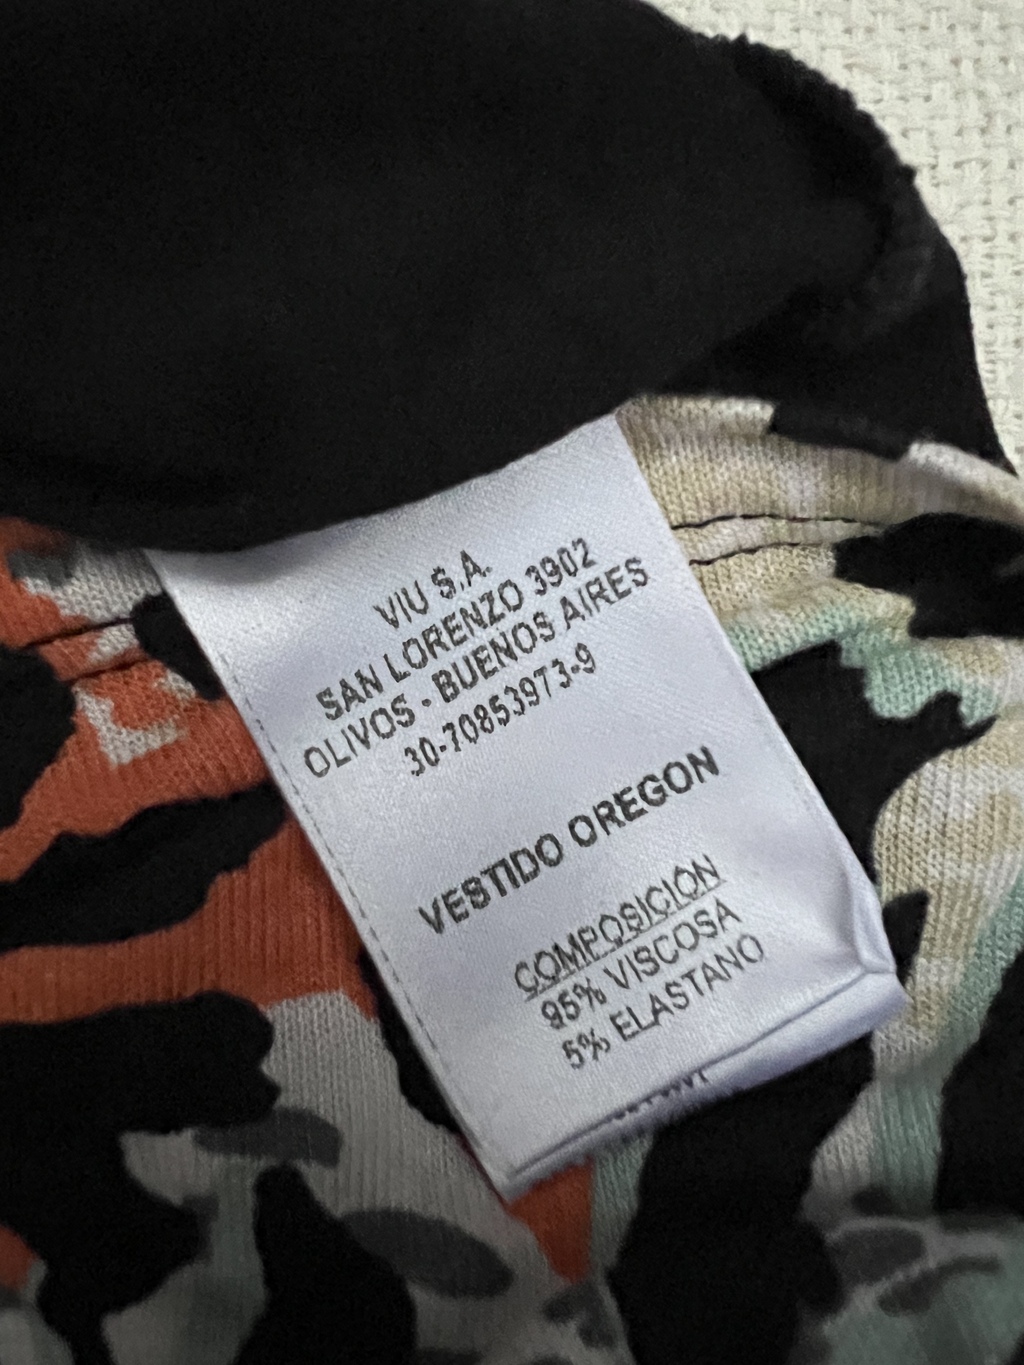 VIU S.A.
SAN LORENZO 3902
OLIVOS - BUENOS AIRES
30-70853973-9
VESTIDO OREGON
COMPOSICIÓN
95% VISCOSA
5% ELASTANO